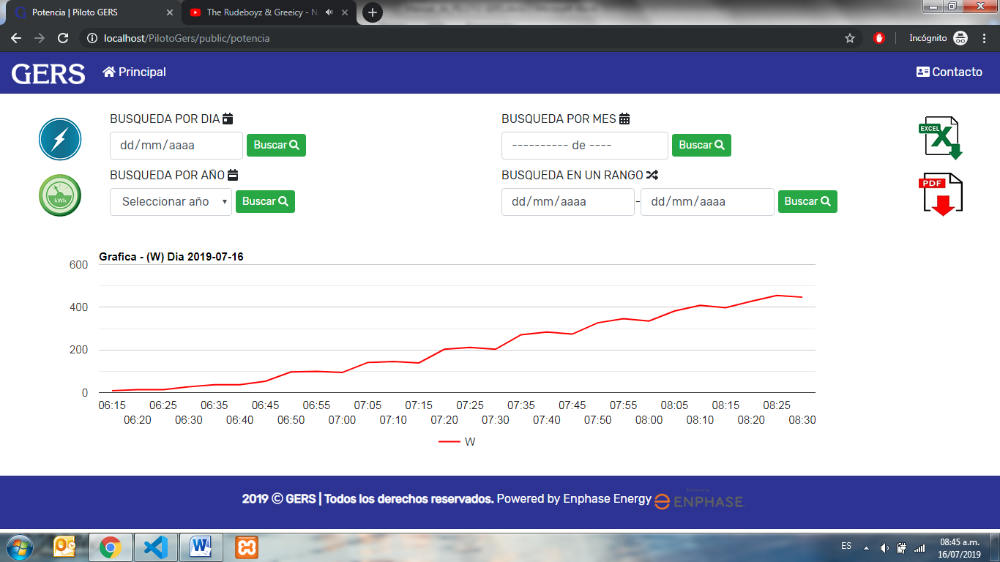 Potencia | Piloto GERS
The Rudeboyz & Greeicy - N
localhost/PilotoGers/public/potencia
Incógnito
GERS
Principal
Contacto
BUSQUEDA POR DIA
BUSQUEDA POR MES
dd/mm/aaaa
Buscar
---------- de ----
Buscar
EXCEL
BUSQUEDA POR AÑO
BUSQUEDA EN UN RANGO
kWh
Seleccionar año
Buscar
dd/mm/aaaa
-
dd/mm/aaaa
Buscar
PDF
Grafica - (W) Dia 2019-07-16
600
400
200
0
06:15 06:25 06:35 06:45 06:55 07:05 07:15 07:25 07:35 07:45 07:55 08:05 08:15 08:25
06:20 06:30 06:40 06:50 07:00 07:10 07:20 07:30 07:40 07:50 08:00 08:10 08:20 08:30
W
2019 © GERS | Todos los derechos reservados. Powered by Enphase Energy
Powered by
ENPHASE
ES
08:45 a.m.
16/07/2019